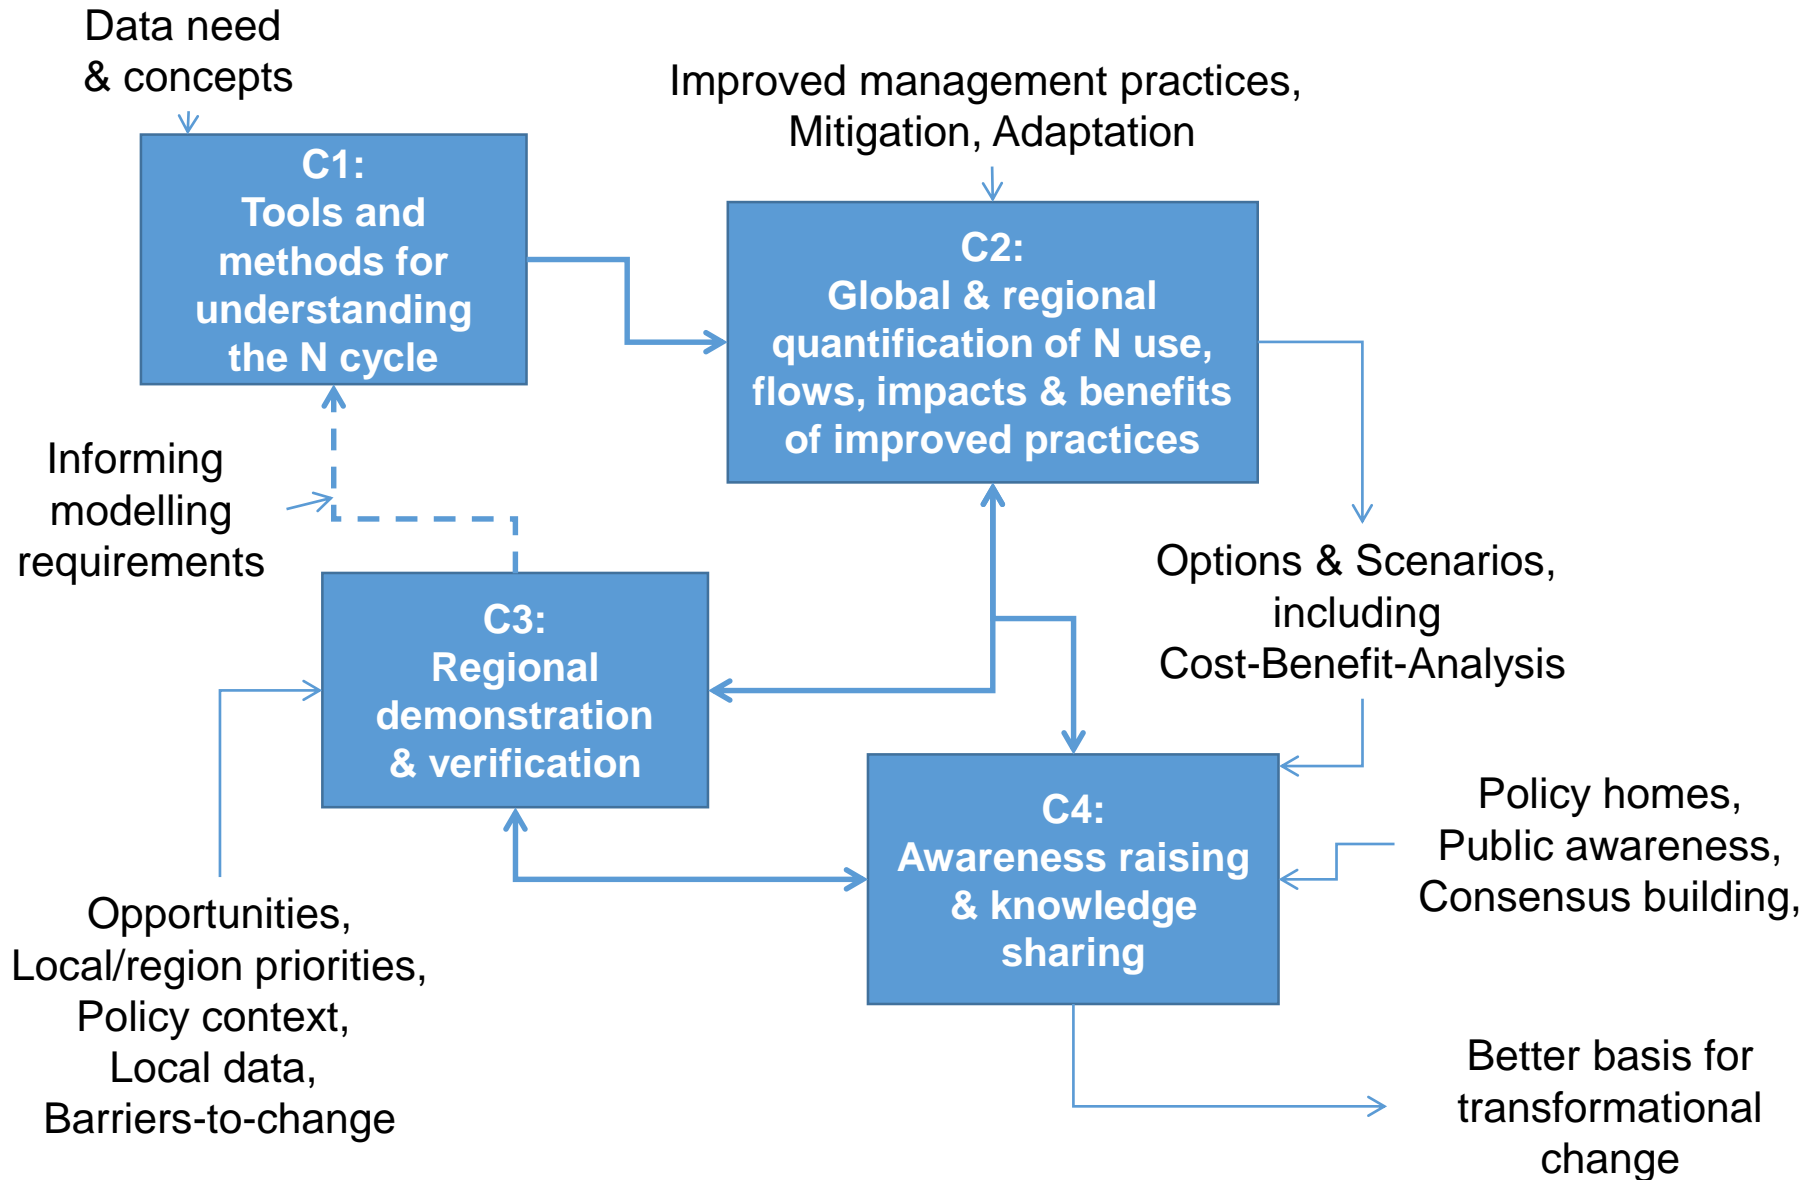 Data need
& concepts
Improved management practices,
Mitigation, Adaptation
C1:
Tools and
methods for
understanding
the N cycle
C2:
Global & regional
quantification of N use,
flows, impacts & benefits
of improved practices
Informing
modelling
requirements
Options & Scenarios,
including
Cost-Benefit-Analysis
C3:
Regional
demonstration
& verification
C4:
Awareness raising
& knowledge
sharing
Policy homes,
Public awareness,
Consensus building,
Opportunities,
Local/region priorities,
Policy context,
Local data,
Barriers-to-change
Better basis for
transformational
change